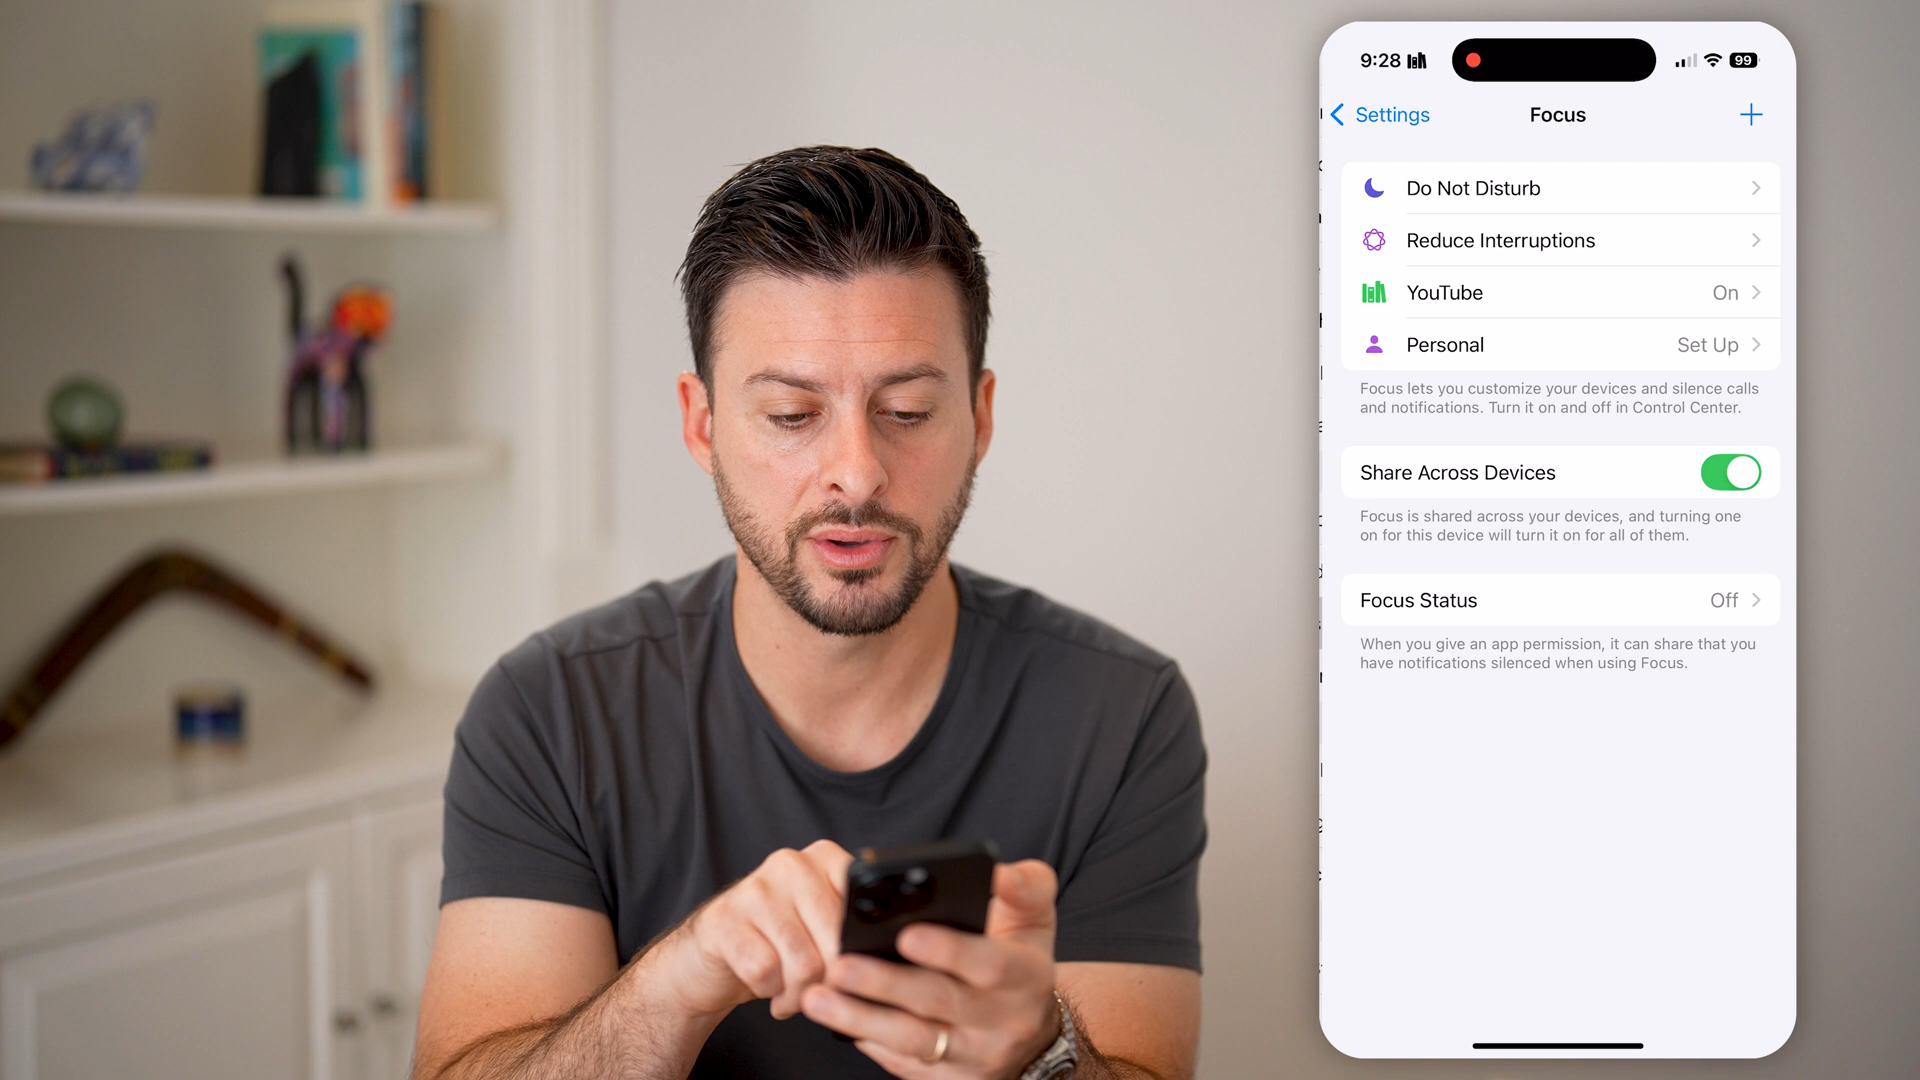 9:28
99
Settings
Focus
Do Not Disturb
Reduce Interruptions
YouTube
On
Personal
Set Up
Focus lets you customize your devices and silence calls
and notifications. Turn it on and off in Control Center.
Share Across Devices
Focus is shared across your devices, and turning one
on for this device will turn it on for all of them.
Focus Status
Off
When you give an app permission, it can share that you
have notifications silenced when using Focus.